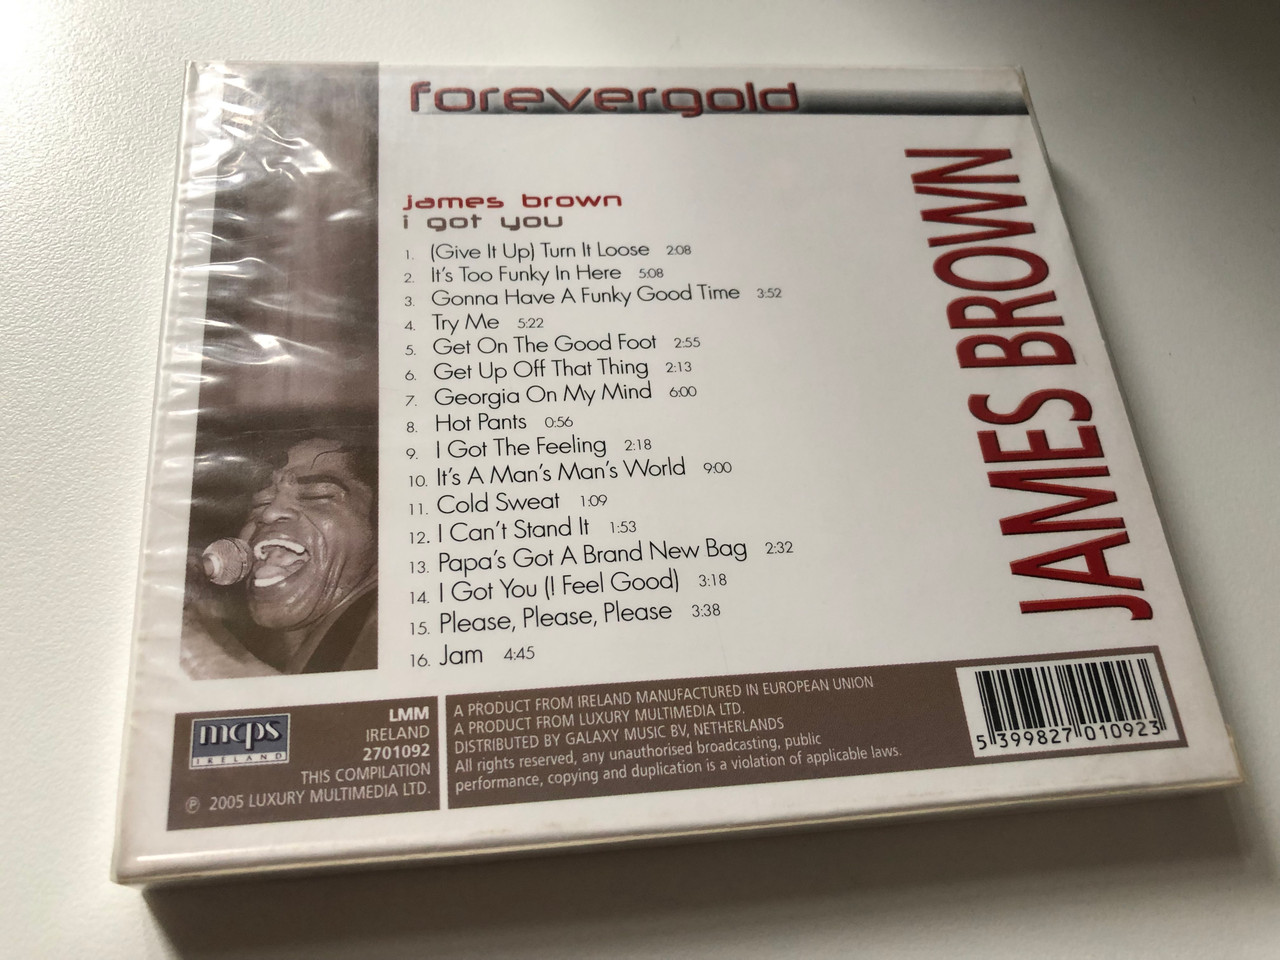 forevergold
james brown
i got you
1. (Give It Up) Turn It Loose 2:08
2. It's Too Funky In Here 5:08
3. Gonna Have A Funky Good Time 3:52
4. Try Me 5:22
5. Get On The Good Foot 2:55
6. Get Up Off That Thing 2:13
7. Georgia On My Mind 6:00
8. Hot Pants 0:56
9. I Got The Feeling 2:18
10. It's A Man's Man's World 9:00
11. Cold Sweat 1:09
12. I Can't Stand It 1:53
13. Papa's Got A Brand New Bag 2:32
14. I Got You (I Feel Good) 3:18
15. Please, Please, Please 3:38
16. Jam 4:45
JAMES BROWN
mcps
IRELAND
LMM
IRELAND
2701092
THIS COMPILATION
℗ 2005 LUXURY MULTIMEDIA LTD.
A PRODUCT FROM IRELAND MANUFACTURED IN EUROPEAN UNION
A PRODUCT FROM LUXURY MULTIMEDIA LTD.
DISTRIBUTED BY GALAXY MUSIC BV, NETHERLANDS
All rights reserved, any unauthorised broadcasting, public
performance, copying and duplication is a violation of applicable laws.
5 399827 010923